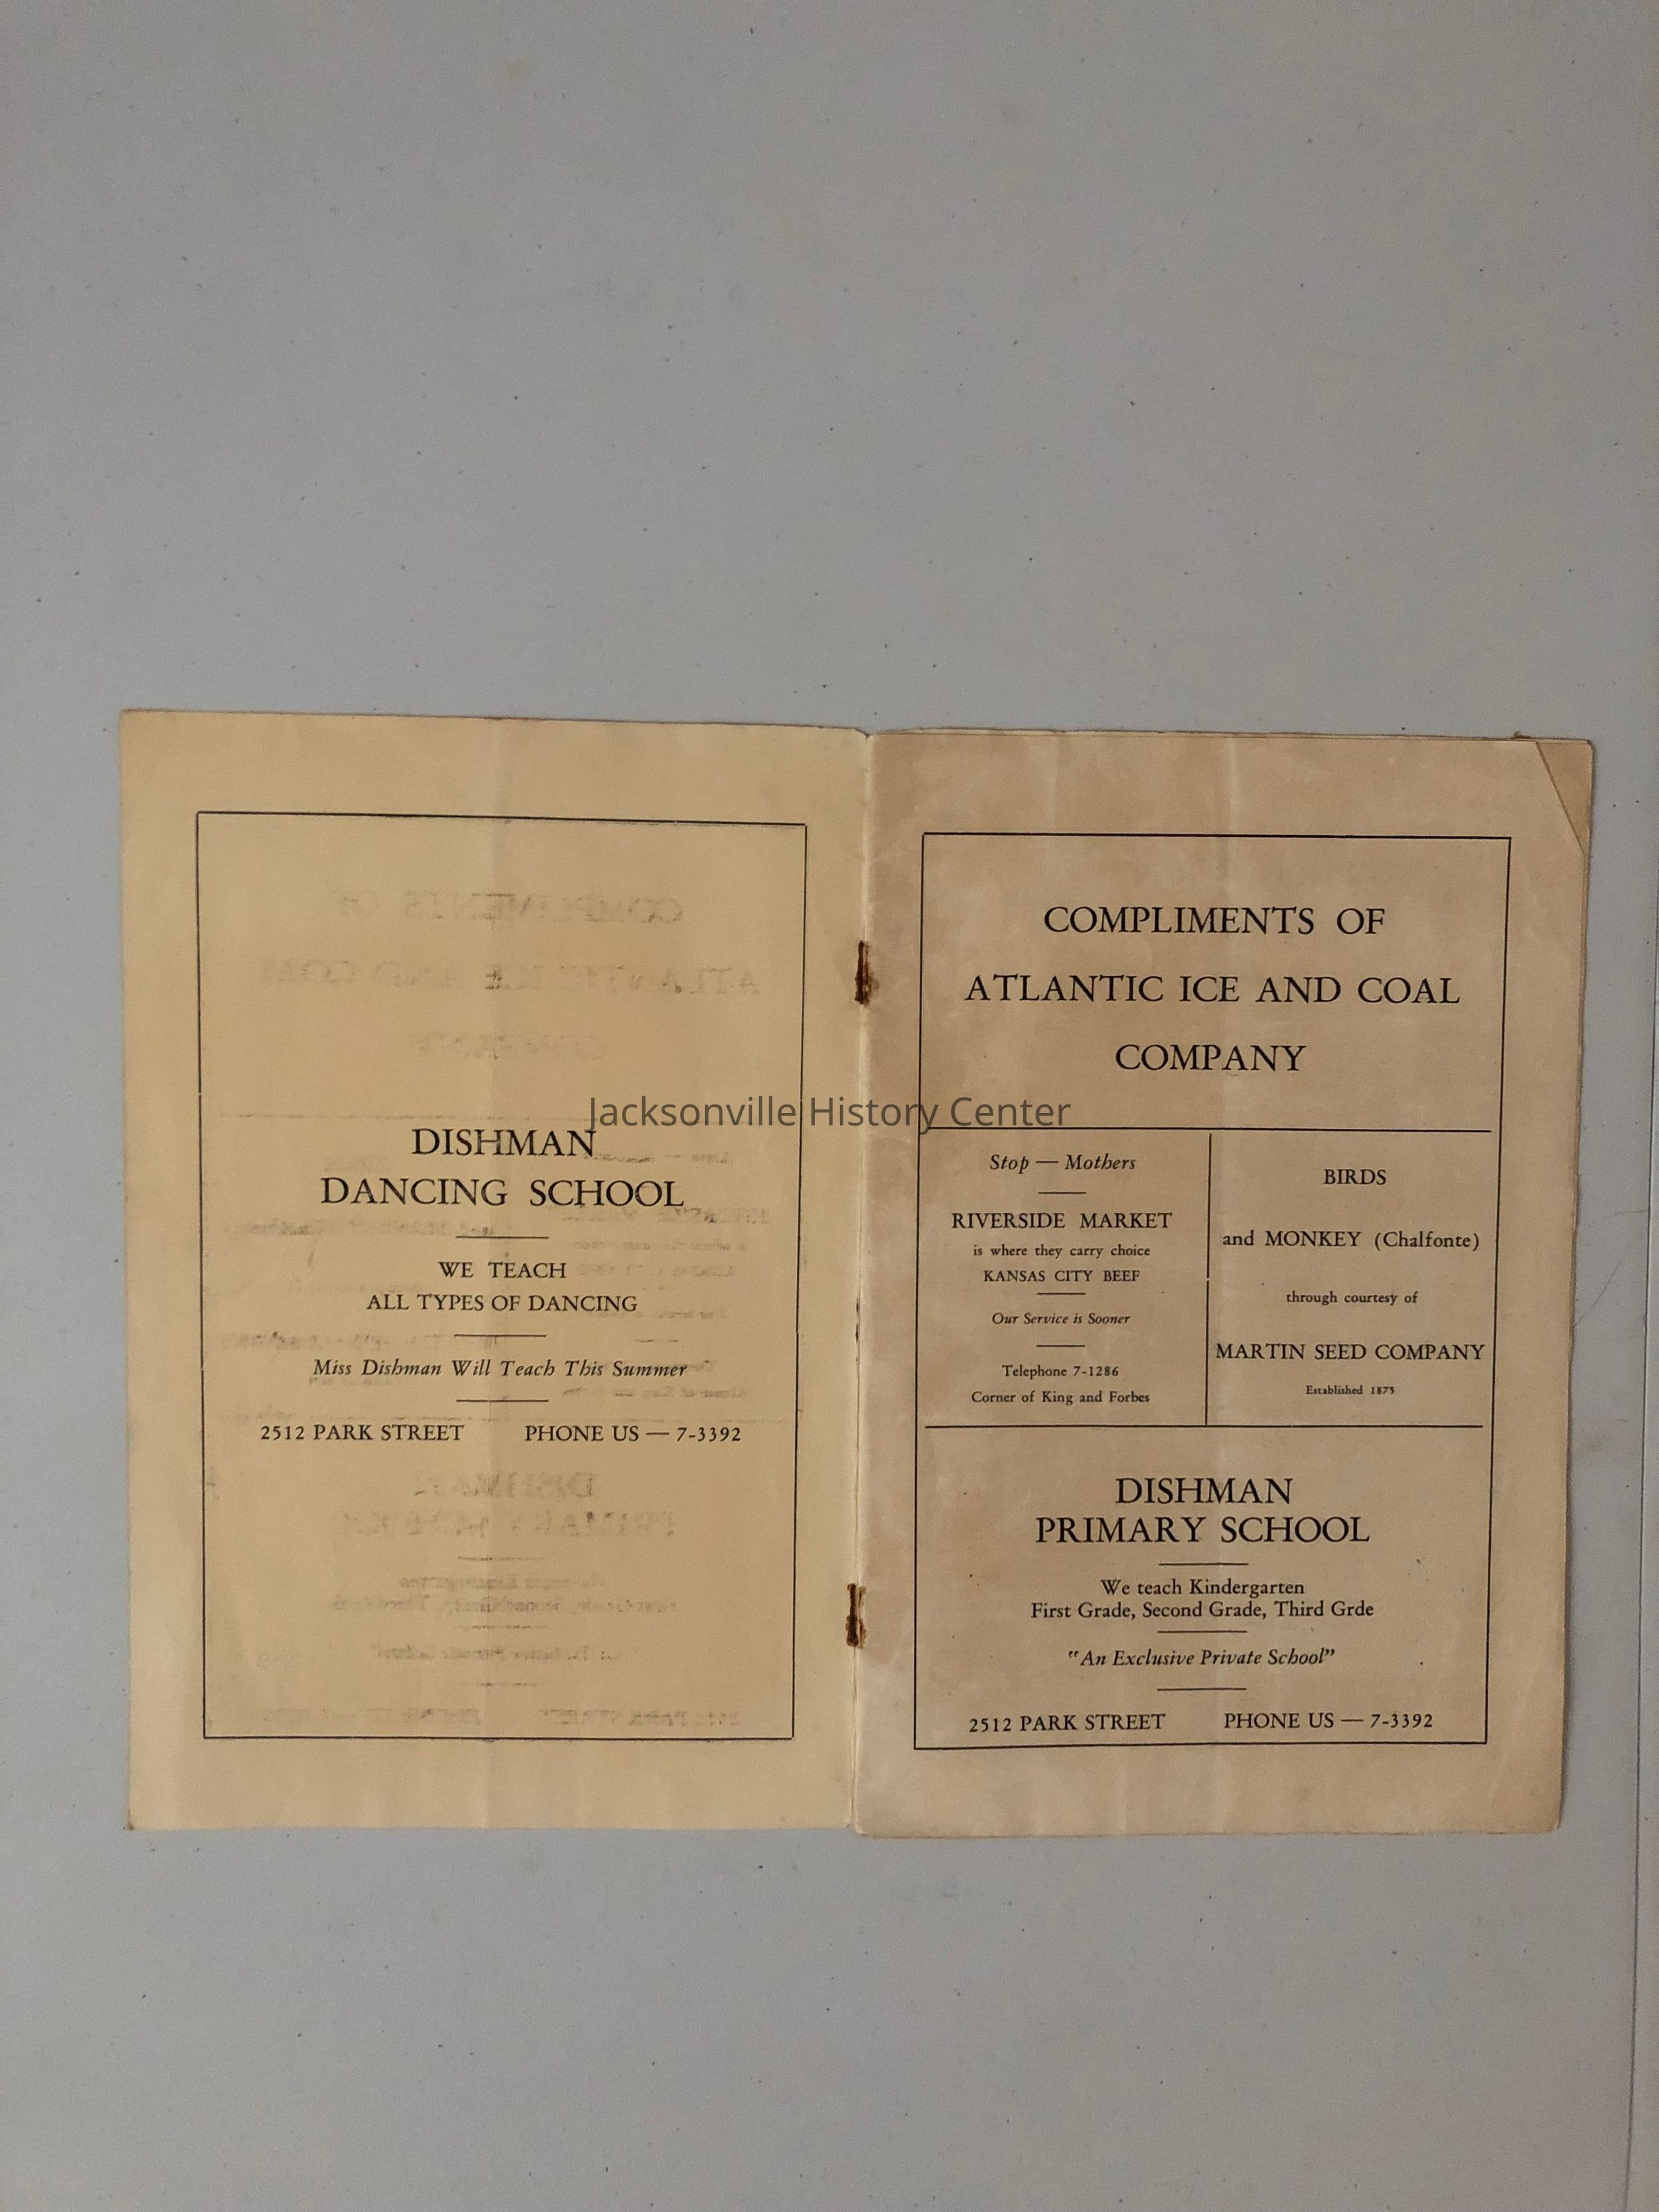 DISHMAN
DANCING SCHOOL
WE TEACH
ALL TYPES OF DANCING
Miss Dishman Will Teach This Summer
2512 PARK STREET PHONE US — 7-3392
COMPLIMENTS OF
ATLANTIC ICE AND COAL
COMPANY
Stop — Mothers
RIVERSIDE MARKET
is where they carry choice
KANSAS CITY BEEF
Our Service is Sooner
Telephone 7-1286
Corner of King and Forbes
BIRDS
and MONKEY (Chalfonte)
through courtesy of
MARTIN SEED COMPANY
Established 1875
DISHMAN
PRIMARY SCHOOL
We teach Kindergarten
First Grade, Second Grade, Third Grde
"An Exclusive Private School"
2512 PARK STREET PHONE US — 7-3392
Jacksonville History Center